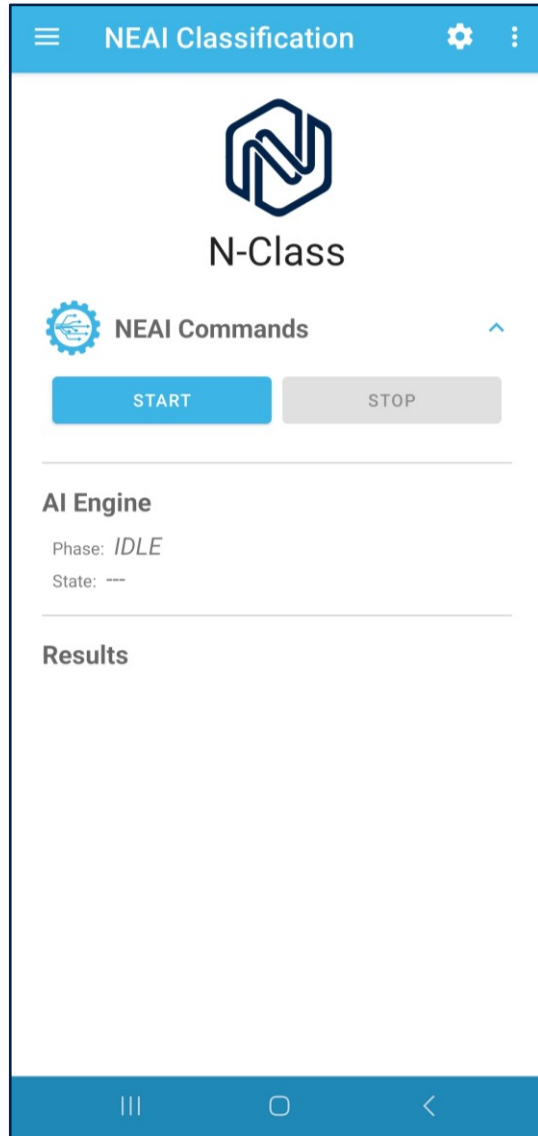 NEAI Classification
N-Class
NEAI Commands
START STOP
AI Engine
Phase: IDLE
State: ---
Results